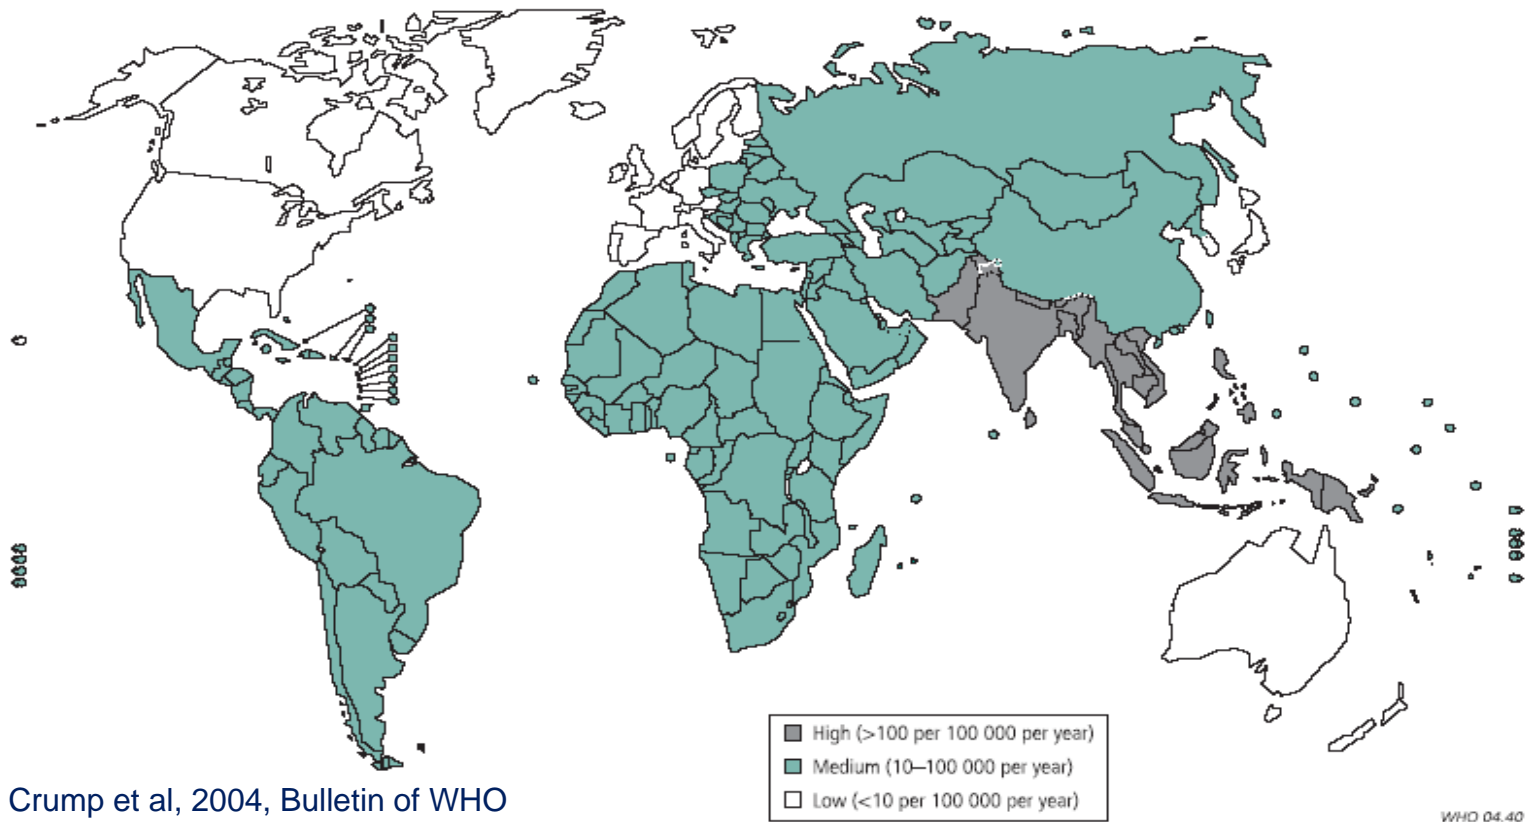 High (>100 per 100 000 per year)
Medium (10–100 000 per year)
Low (<10 per 100 000 per year)
Crump et al, 2004, Bulletin of WHO
WHO 04.40